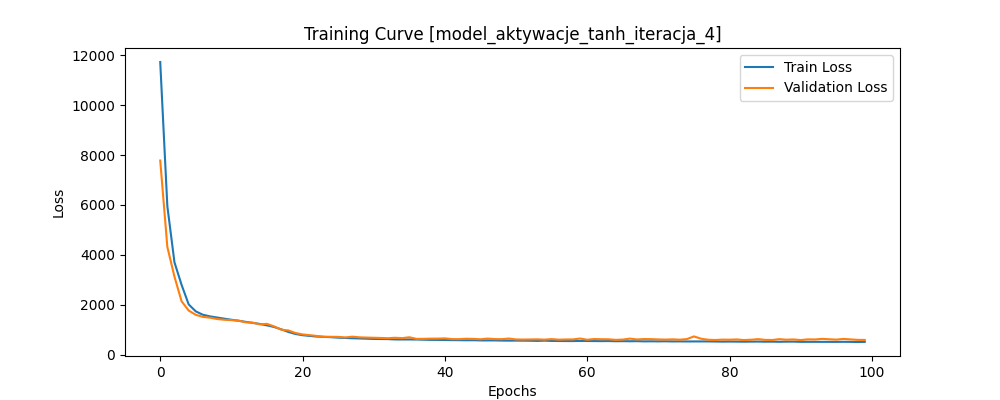 Training Curve [model_aktywacje_tanh_iteracja_4]
12000
10000
8000
6000
4000
2000
0
Loss
Train Loss
Validation Loss
0 20 40 60 80 100
Epochs